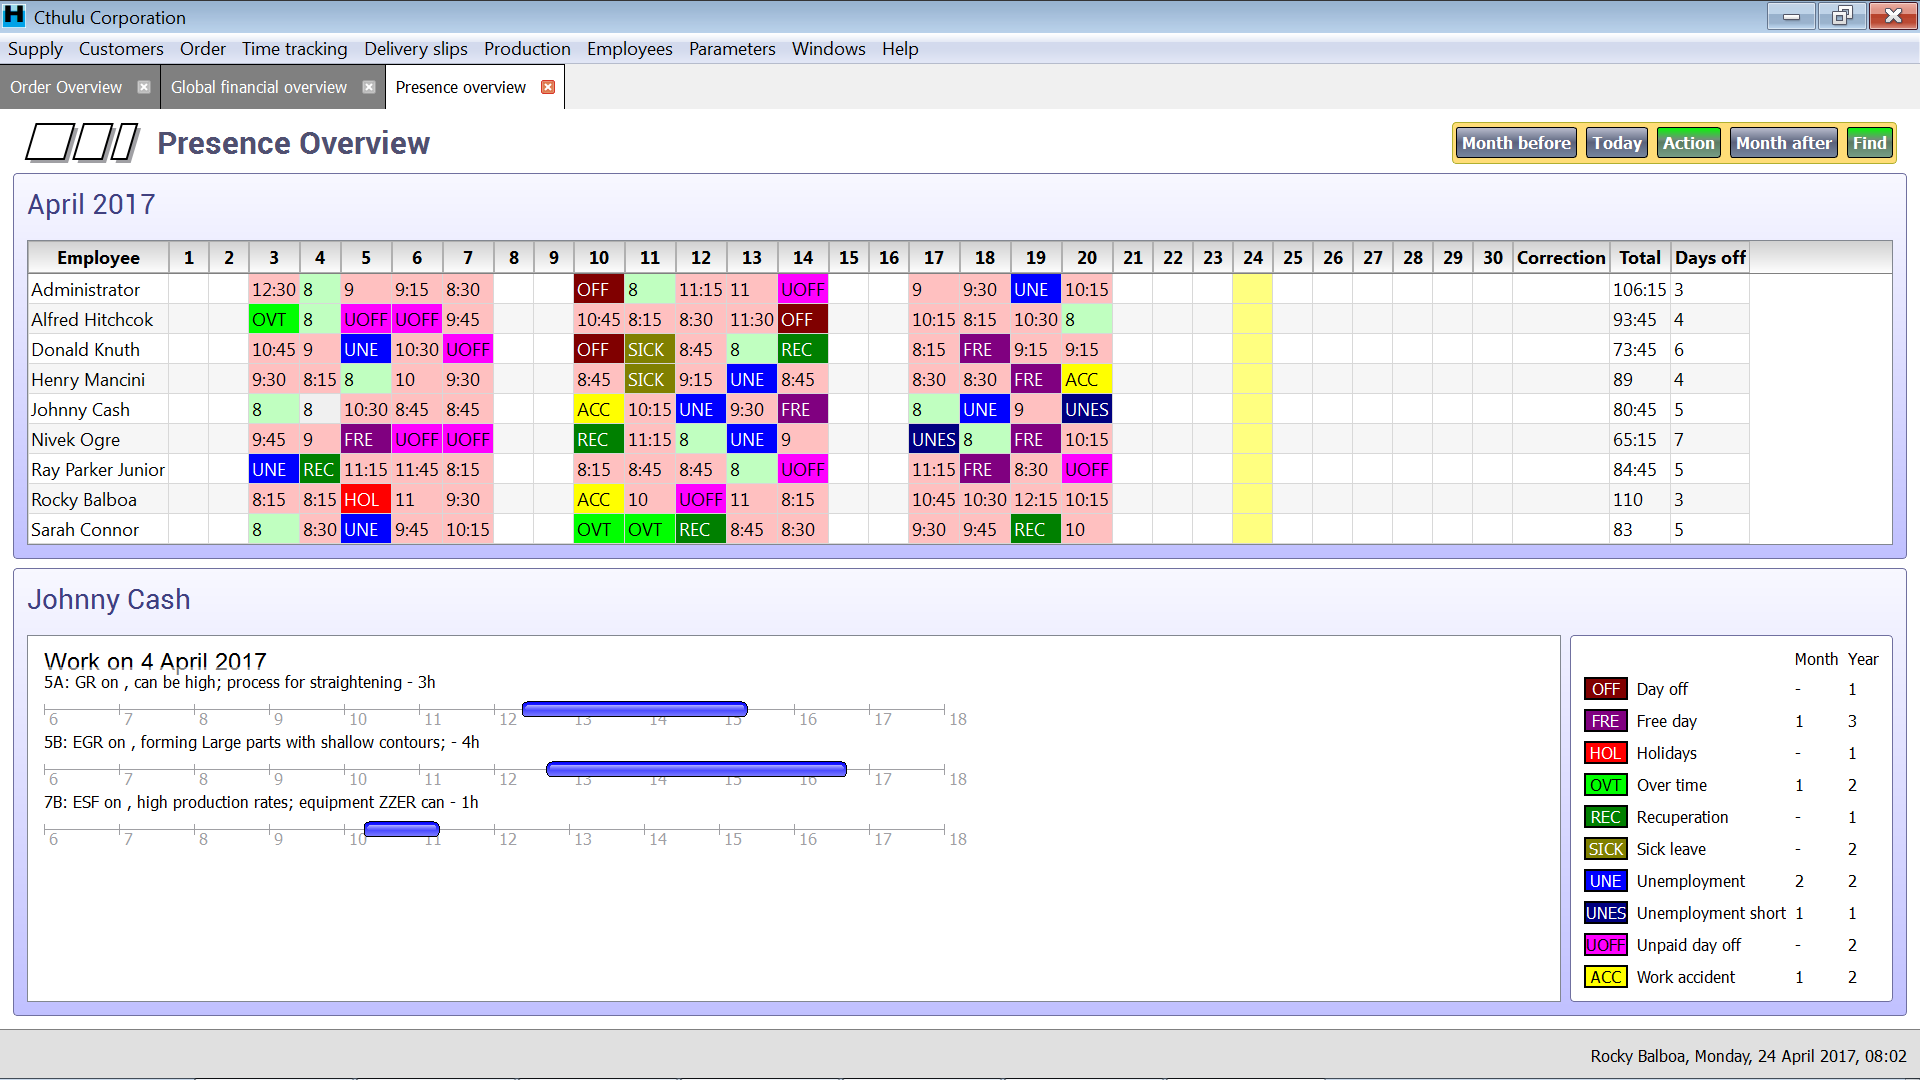 Cthulu Corporation
Supply Customers Order Time tracking Delivery slips Production Employees Parameters Windows Help
Order Overview Global financial overview Presence overview
Presence Overview Month before Today Action Month after Find
April 2017
Employee 1 2 3 4 5 6 7 8 9 10 11 12 13 14 15 16 17 18 19 20 21 22 23 24 25 26 27 28 29 30 Correction Total Days off
Administrator 12:30 8 9 9:15 8:30 OFF 8 11:15 11 UOFF 9 9:30 UNE 10:15 106:15 3
Alfred Hitchcok OVT 8 UOFF UOFF 9:45 10:45 8:15 8:30 11:30 OFF 10:15 8:15 10:30 8 93:45 4
Donald Knuth 10:45 9 UNE 10:30 UOFF OFF SICK 8:45 8 REC 8:15 FRE 9:15 9:15 73:45 6
Henry Mancini 9:30 8:15 8 10 9:30 8:45 SICK 9:15 UNE 8:45 8:30 8:30 FRE ACC 89 4
Johnny Cash 8 8 10:30 8:45 8:45 ACC 10:15 UNE 9:30 FRE 8 UNE 9 UNES 80:45 5
Nivek Ogre 9:45 9 FRE UOFF UOFF REC 11:15 8 UNE 9 UNES 8 FRE 10:15 65:15 7
Ray Parker Junior UNE REC 11:15 11:45 8:15 8:15 8:45 8:45 8 UOFF 11:15 FRE 8:30 UOFF 84:45 5
Rocky Balboa 8:15 8:15 HOL 11 9:30 ACC 10 UOFF 11 8:15 10:45 10:30 12:15 10:15 110 3
Sarah Connor 8 8:30 UNE 9:45 10:15 OVT OVT REC 8:45 8:30 9:30 9:45 REC 10 83 5
Johnny Cash
Work on 4 April 2017
5A: GR on , can be high; process for straightening - 3h
6 7 8 9 10 11 12 13 14 15 16 17 18
5B: EGR on , forming Large parts with shallow contours; - 4h
6 7 8 9 10 11 12 13 14 15 16 17 18
7B: ESF on , high production rates; equipment ZZER can - 1h
6 7 8 9 10 11 12 13 14 15 16 17 18
Month Year
OFF Day off - 1
FRE Free day 1 3
HOL Holidays - 1
OVT Over time 1 2
REC Recuperation - 1
SICK Sick leave - 2
UNE Unemployment 2 2
UNES Unemployment short 1 1
UOFF Unpaid day off - 2
ACC Work accident 1 2
Rocky Balboa, Monday, 24 April 2017, 08:02